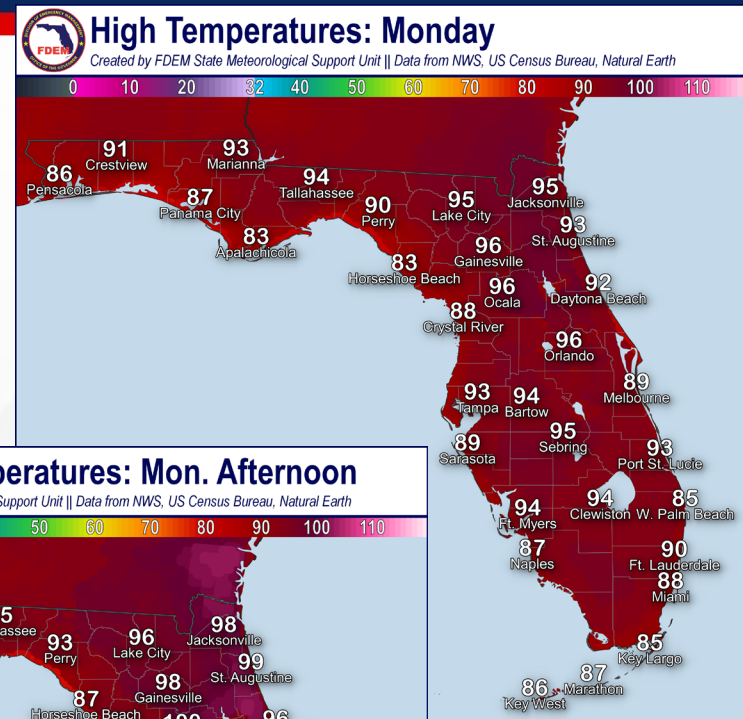 FDEM
High Temperatures: Monday
Created by FDEM State Meteorological Support Unit || Data from NWS, US Census Bureau, Natural Earth
0 10 20 32 40 50 60 70 80 90 100 110
91
Crestview
93
Marianna
86
Pensacola
94
Tallahassee
87
Panama City
90
Perry
95
Lake City
95
Jacksonville
83
Apalachicola
93
St. Augustine
96
Gainesville
83
Horseshoe Beach
96
Ocala
92
Daytona Beach
88
Crystal River
96
Orlando
89
Melbourne
93
Tampa
94
Bartow
95
Sebring
89
Sarasota
93
Port St. Lucie
94
Ft. Myers
94
Clewiston
85
W. Palm Beach
87
Naples
90
Ft. Lauderdale
88
Miami
85
Key Largo
87
Marathon
86
Key West
peratures: Mon. Afternoon
Support Unit || Data from NWS, US Census Bureau, Natural Earth
50 60 70 80 90 100 110
5
assee
93
Perry
96
Lake City
98
Jacksonville
99
St. Augustine
98
Gainesville
87
Horseshoe Beach